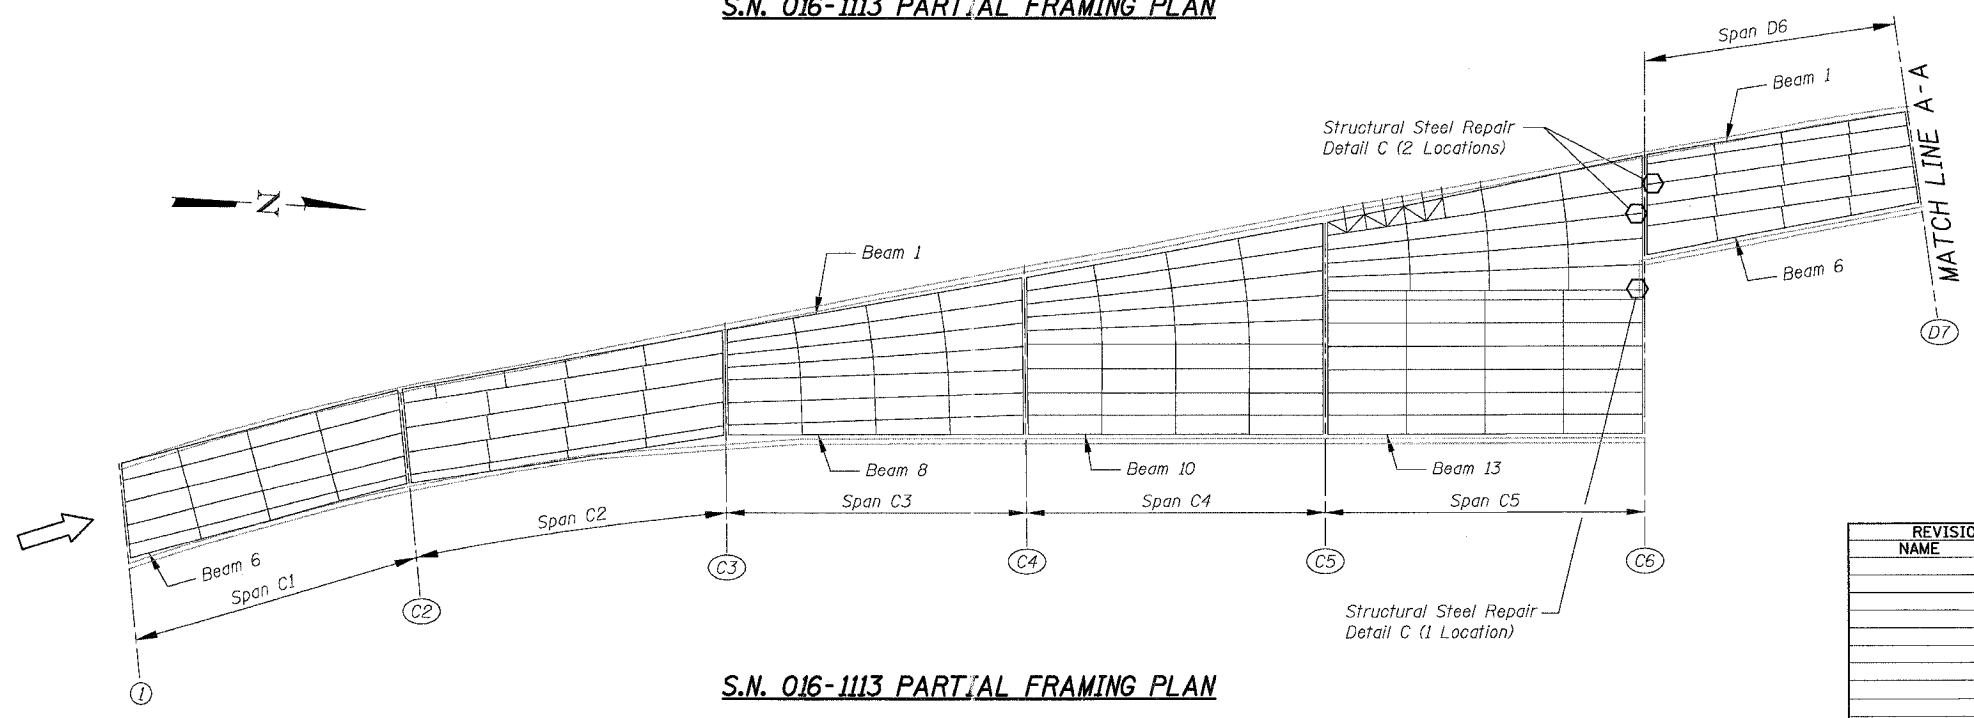 S.N. 016-1113 PARTIAL FRAMING PLAN
Span D6
Beam 1
MATCH LINE A-A
Structural Steel Repair
Detail C (2 Locations)
N
Beam 1
Beam 6
D7
Beam 8
Beam 10
Beam 13
Span C3
Span C4
Span C5
Span C2
Beam 6
Span C1
C3
C4
C5
C6
C2
1
Structural Steel Repair
Detail C (1 Location)
REVISIO
NAME
S.N. 016-1113 PARTIAL FRAMING PLAN